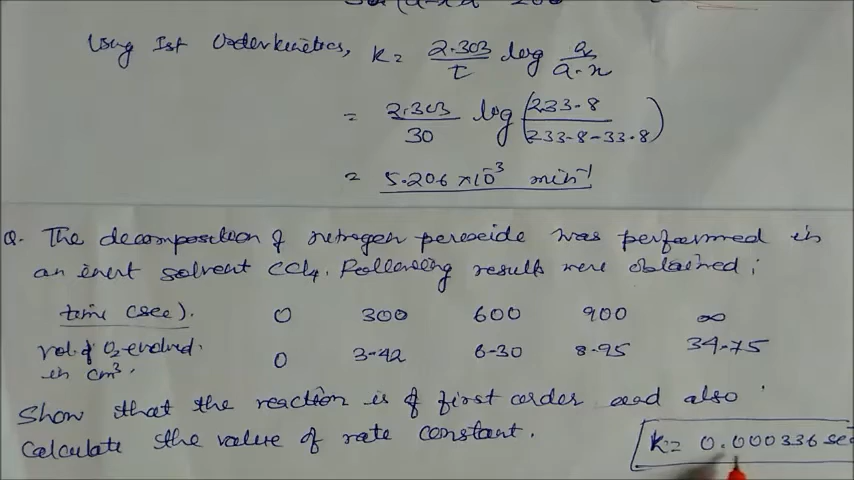 Using Ist Order kinetics, K = 2.303/t log a/a-x
= 2.303/30 log (233.8/233.8-33.8)
= 5.206 × 10⁻³ min⁻¹
Q. The decomposition of nitrogen peroxide was performed in
an inert solvent CCl4. Following results were obtained;
time (sec). 0 300 600 900 ∞
vol. of O2 evolved 0 3.42 6.30 8.95 34.75
in cm³.
Show that the reaction is of first order and also
Calculate the value of rate constant.
K = 0.000336 sec